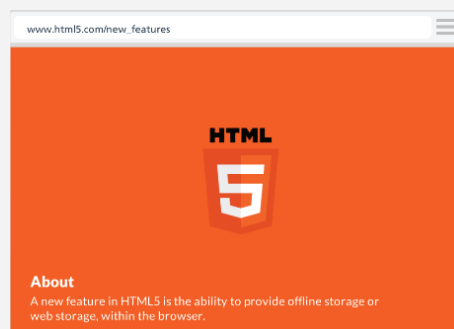 www.html5.com/new_features
HTML
5
About
A new feature in HTML5 is the ability to provide offline storage or
web storage, within the browser.